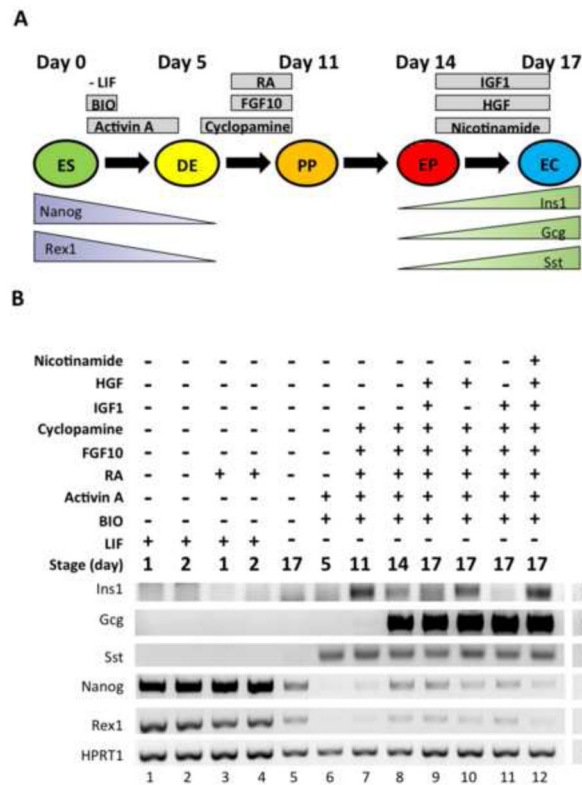 A
Day 0 Day 5 Day 11 Day 14 Day 17
- LIF RA IGF1
BIO FGF10 HGF
Activin A Cyclopamine Nicotinamide
ES DE PP EP EC
Nanog Ins1
Rex1 Gcg
Sst
B
Nicotinamide - - - - - - - - - - - +
HGF - - - - - - - - + + - +
IGF1 - - - - - - - - + - + +
Cyclopamine - - - - - - + + + + + +
FGF10 - - - - - - + + + + + +
RA - - + + - - + + + + + +
Activin A - - - - - + + + + + + +
BIO - - - - - + + + + + + +
LIF + + + + - - - - - - - -
Stage (day) 1 2 1 2 17 5 11 14 17 17 17 17
Ins1
Gcg
Sst
Nanog
Rex1
HPRT1
1 2 3 4 5 6 7 8 9 10 11 12